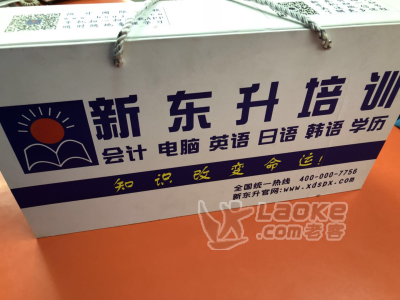 新东升培训
会计 电脑 英语 日语 韩语 学历
知识改变命运!
全国统一热线 400-000-7756
新东升官网:www.xdspx.com
Laoke
.com老客